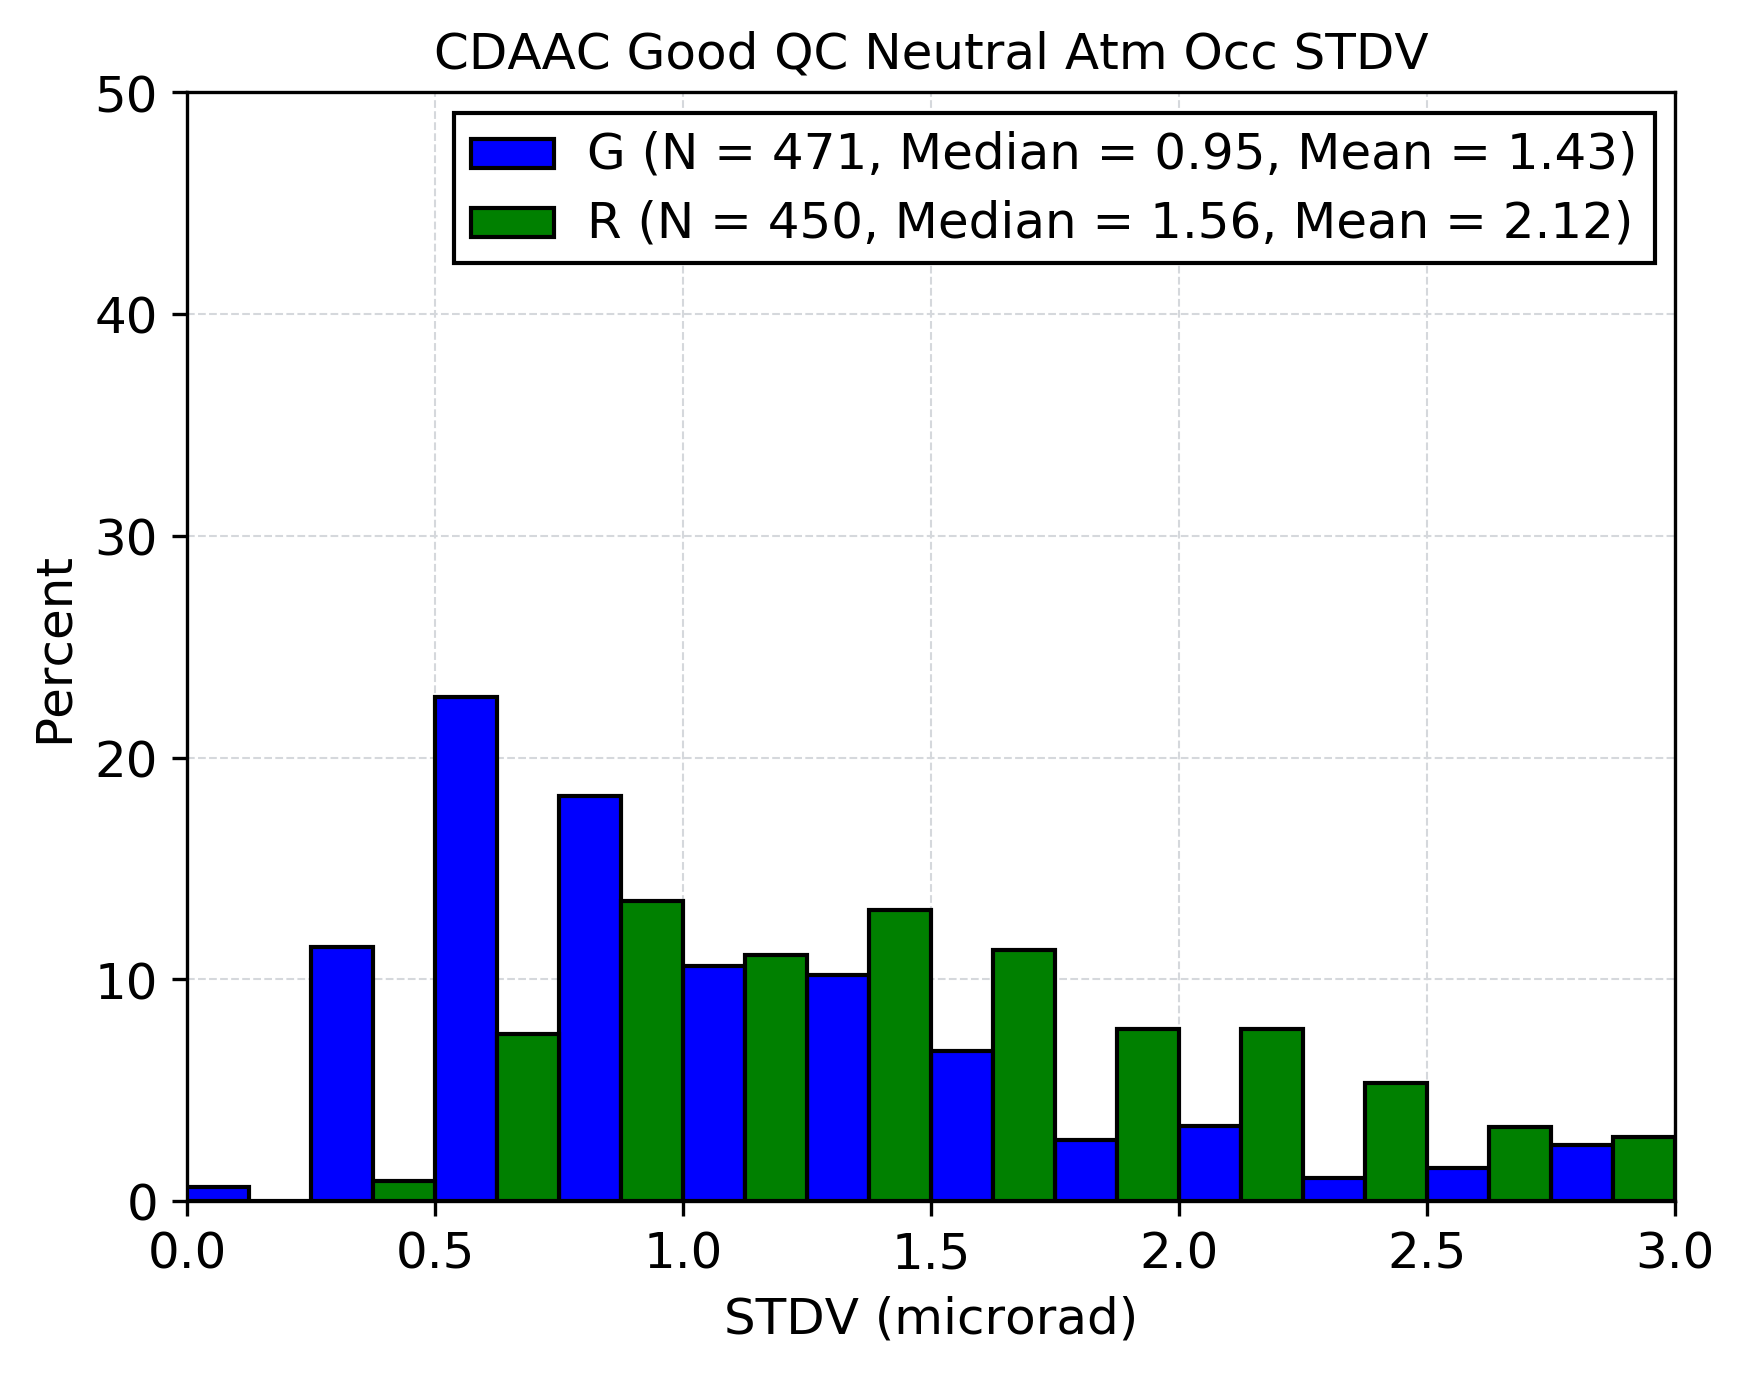 CDAAC Good QC Neutral Atm Occ STDV
G (N = 471, Median = 0.95, Mean = 1.43)
R (N = 450, Median = 1.56, Mean = 2.12)
50
40
30
20
10
0
Percent
0.0 0.5 1.0 1.5 2.0 2.5 3.0
STDV (microrad)